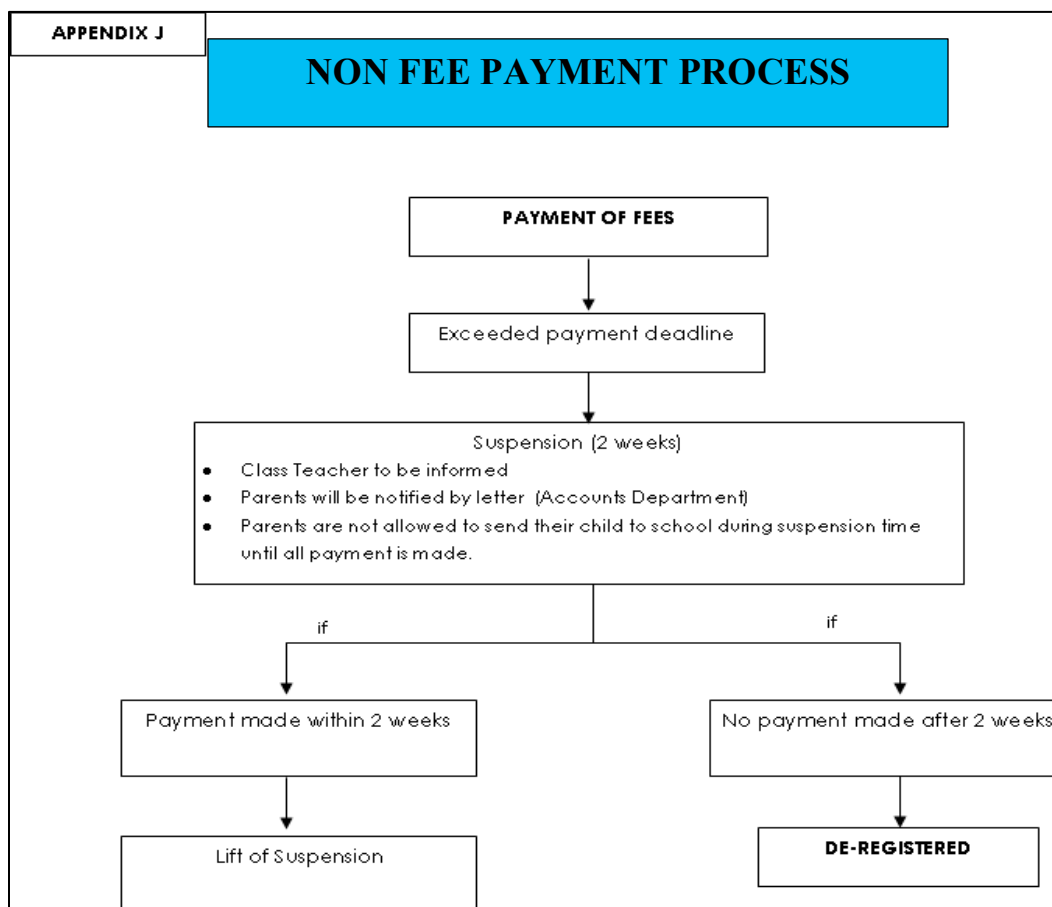 APPENDIX J
NON FEE PAYMENT PROCESS
PAYMENT OF FEES
Exceeded payment deadline
Suspension (2 weeks)
● Class Teacher to be informed
● Parents will be notified by letter (Accounts Department)
● Parents are not allowed to send their child to school during suspension time
until all payment is made.
if
if
Payment made within 2 weeks
No payment made after 2 weeks
Lift of Suspension
DE-REGISTERED